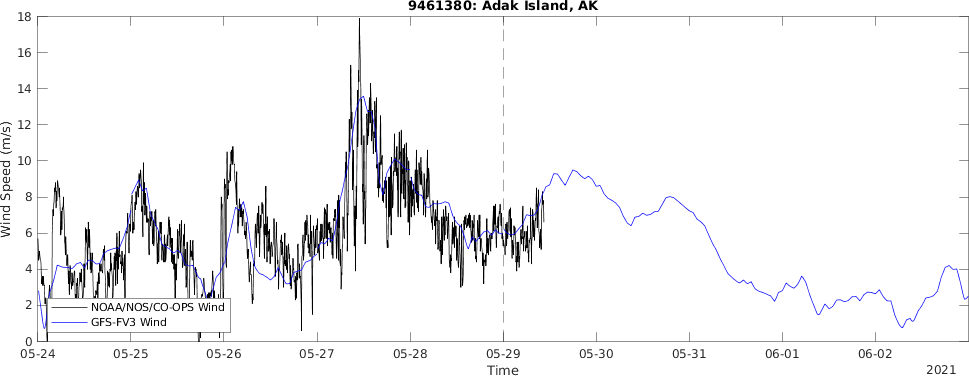 9461380: Adak Island, AK
18
16
14
12
10
8
6
4
2
0
Wind Speed (m/s)
NOAA/NOS/CO-OPS Wind
GFS-FV3 Wind
05-24 05-25 05-26 05-27 05-28 05-29 05-30 05-31 06-01 06-02
Time
2021